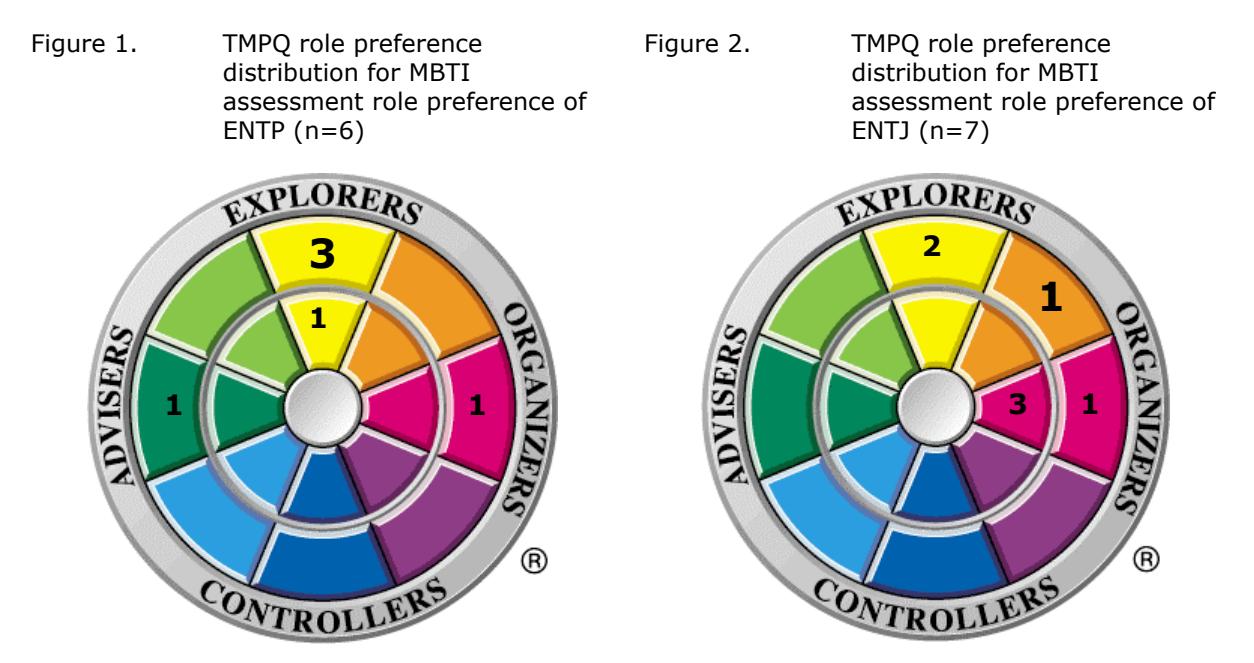 Figure 1.
TMPQ role preference
distribution for MBTI
assessment role preference of
ENTP (n=6)
EXPLORERS
3
1
ORGANIZERS
ADVISERS
1
1
CONTROLLERS
®
Figure 2.
TMPQ role preference
distribution for MBTI
assessment role preference of
ENTJ (n=7)
EXPLORERS
2
1
ORGANIZERS
ADVISERS
3
1
CONTROLLERS
®